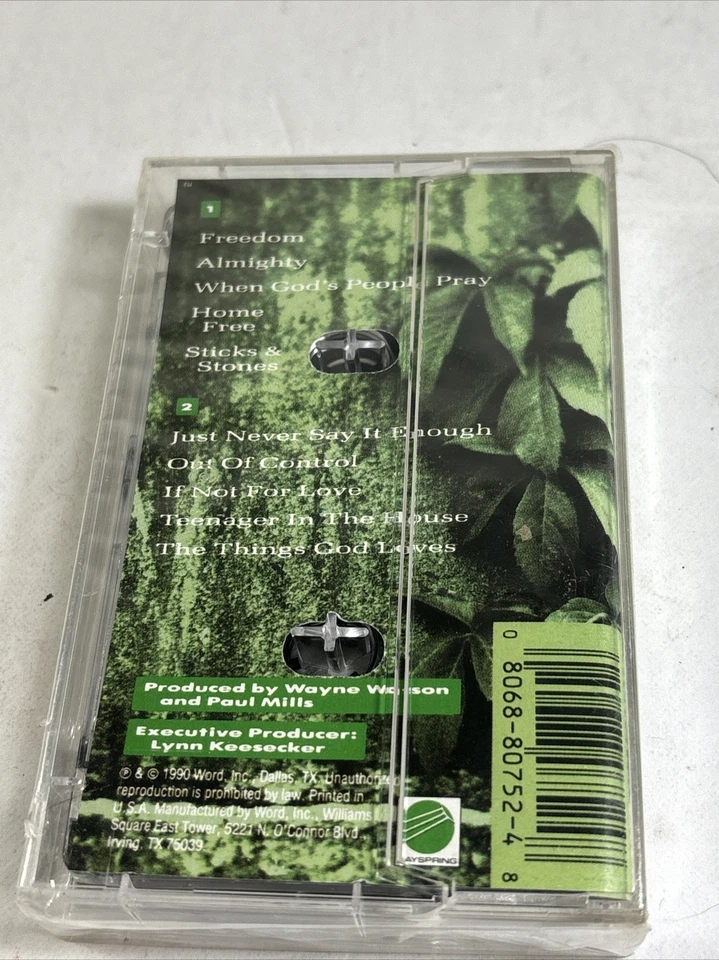 1
Freedom
Almighty
When God's People Pray
Home
Free
Sticks &
Stones
2
Just Never Say It Enough
Out Of Control
If Not For Love
Teenager In The House
The Things God Loves
Produced by Wayne Watson
and Paul Mills
Executive Producer:
Lynn Keesecker
℗ & © 1990 Word, Inc., Dallas, TX. Unauthorized
reproduction is prohibited by law. Printed in
U.S.A. Manufactured by Word, Inc., Williams
Square East Tower, 5221 N. O'Connor Blvd.,
Irving, TX 75039
DAYSPRING
0 8068-80752-4 8